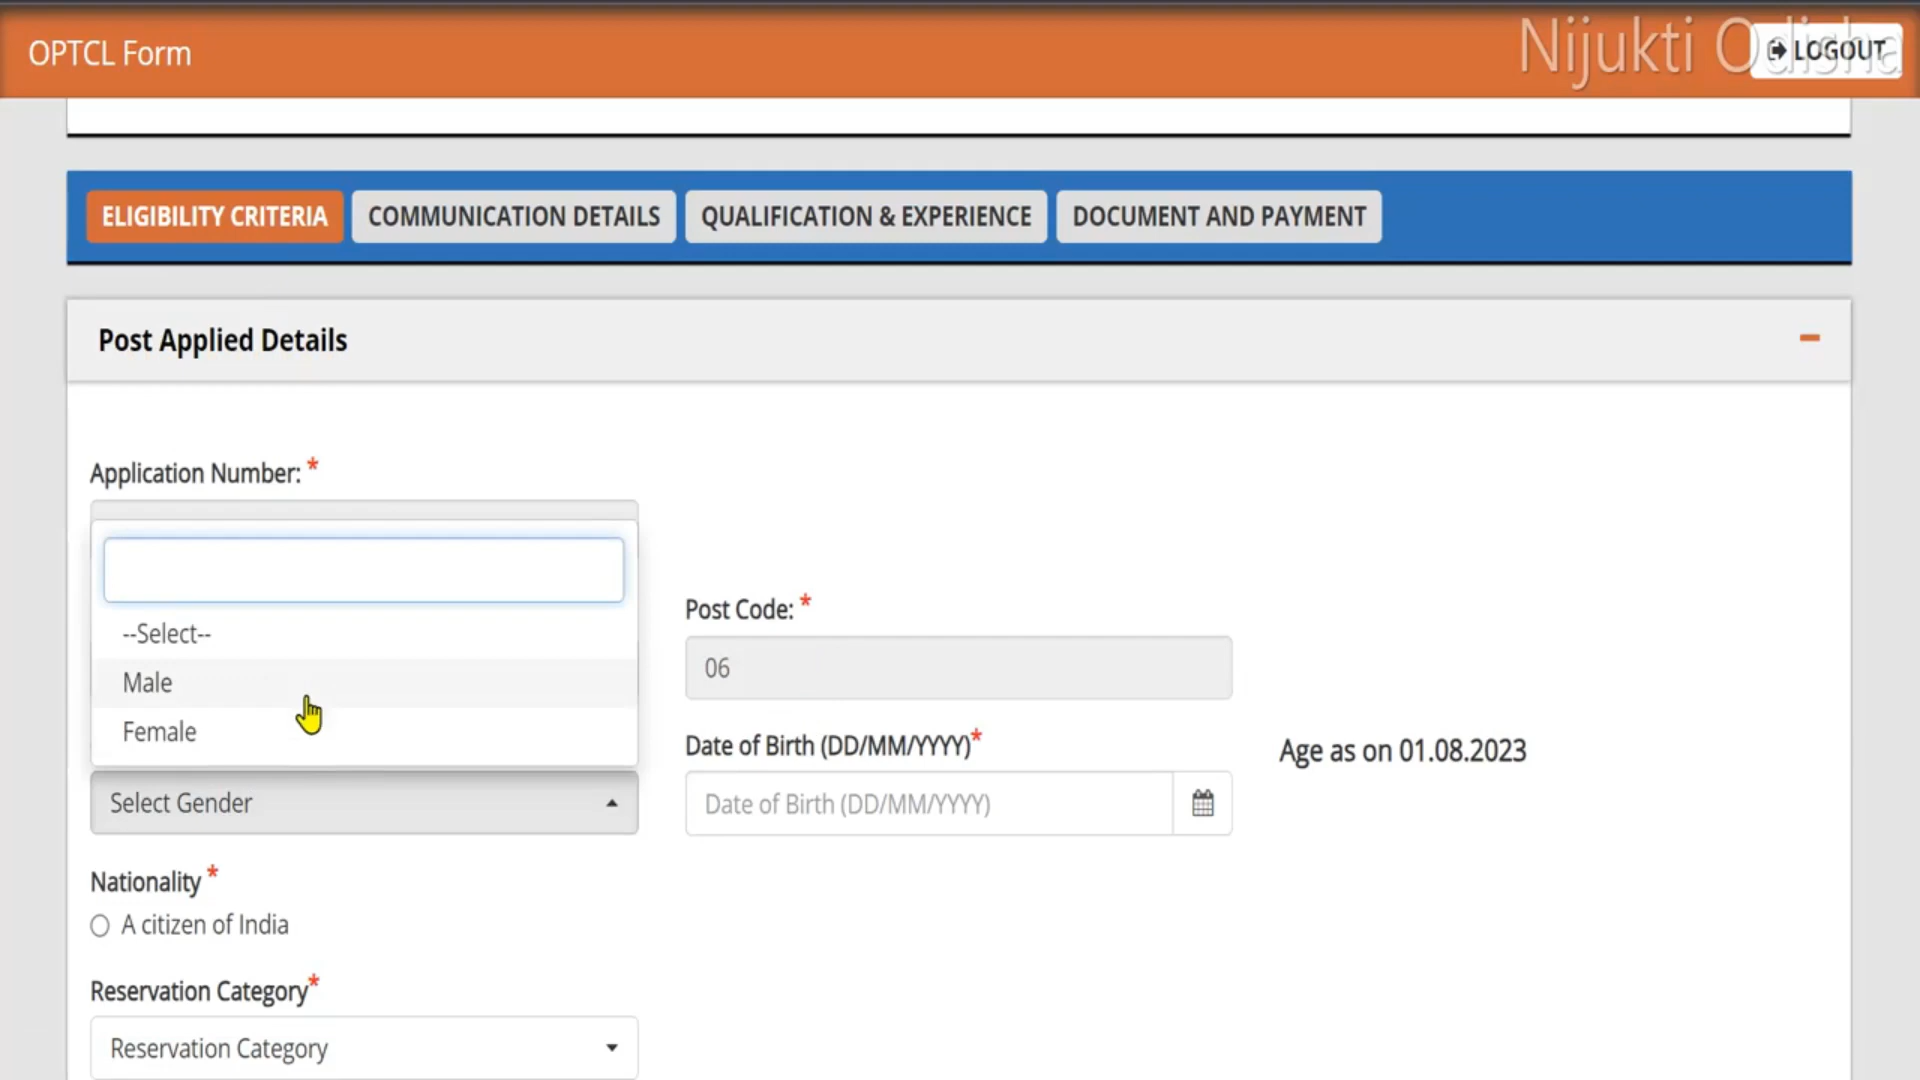 OPTCL Form
Nijukti Odisha
LOGOUT
ELIGIBILITY CRITERIA
COMMUNICATION DETAILS
QUALIFICATION & EXPERIENCE
DOCUMENT AND PAYMENT
Post Applied Details
Application Number: *
--Select--
Male
Female
Select Gender
Post Code: *
06
Date of Birth (DD/MM/YYYY)*
Date of Birth (DD/MM/YYYY)
Age as on 01.08.2023
Nationality *
A citizen of India
Reservation Category*
Reservation Category